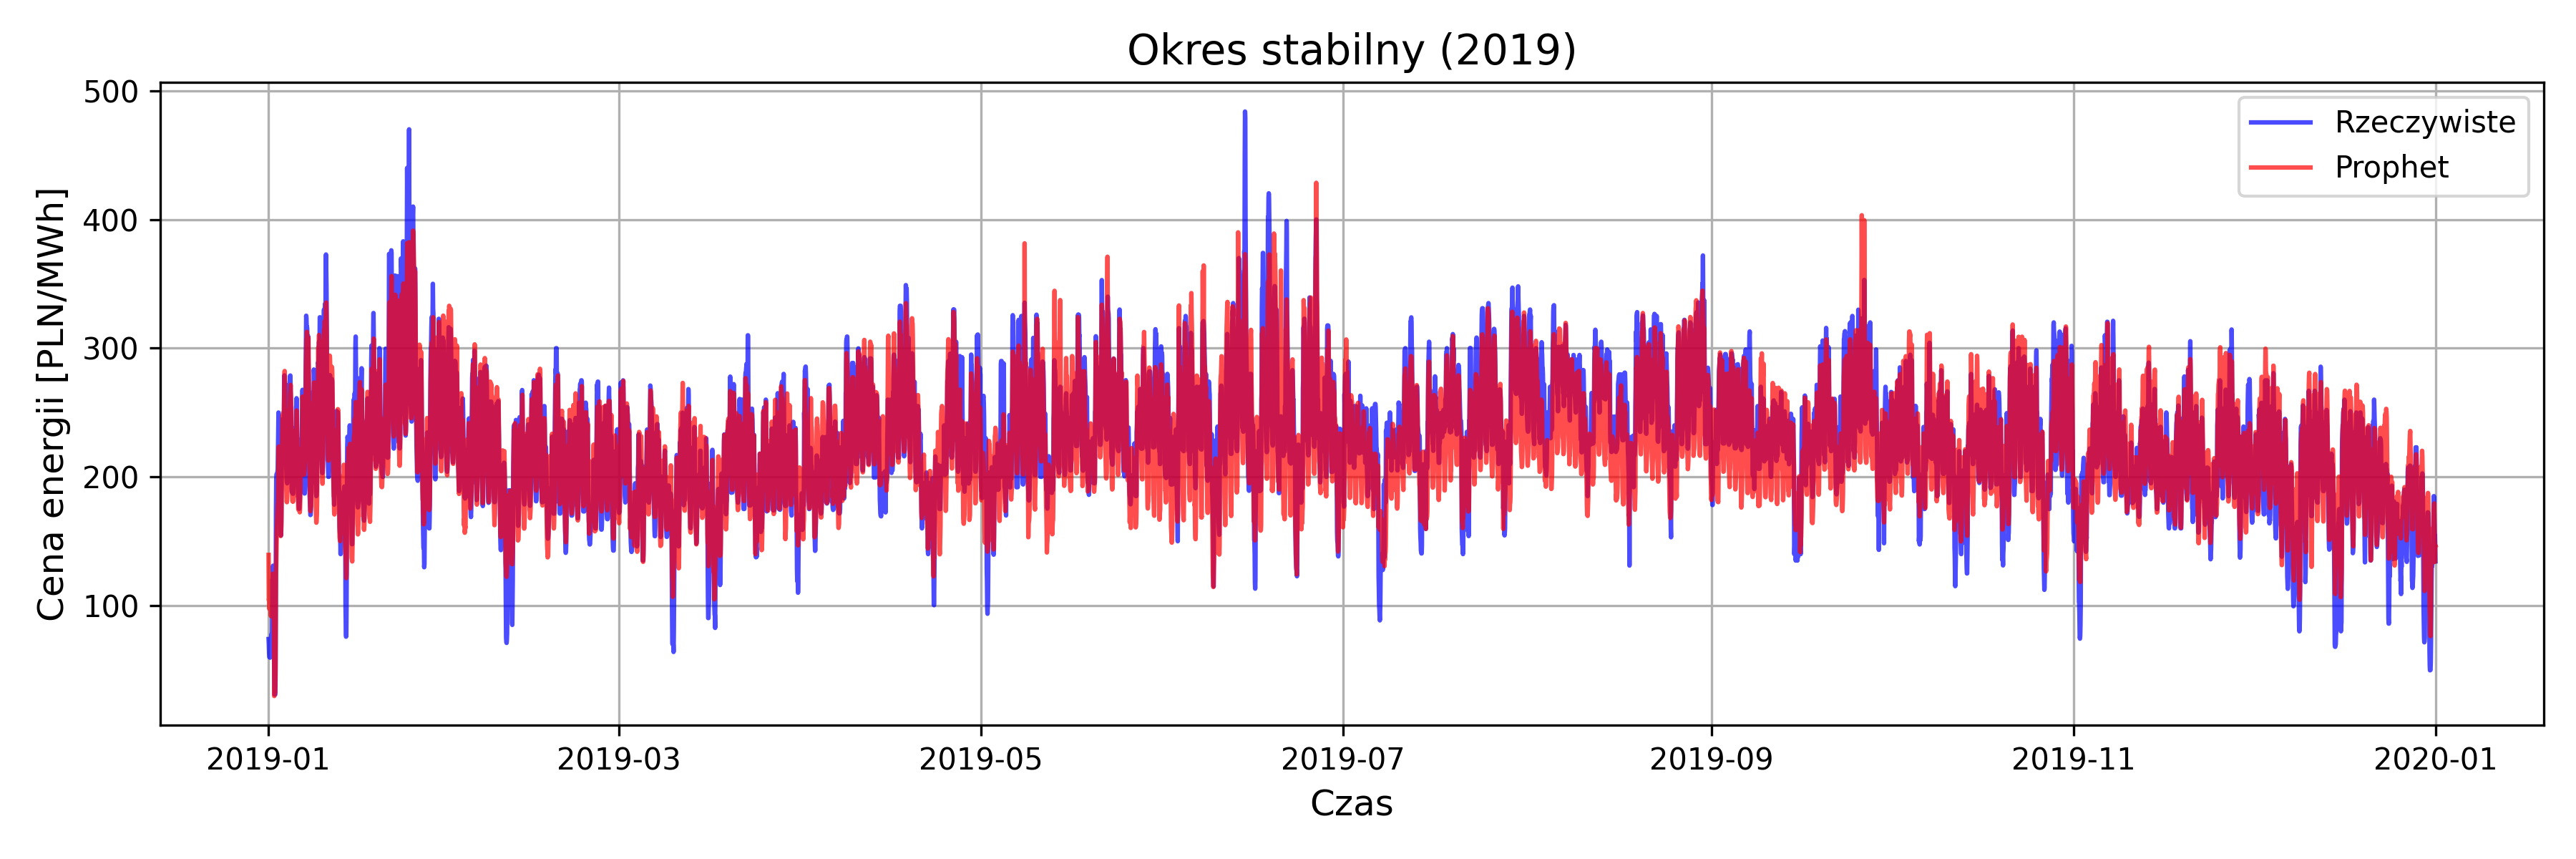 Okres stabilny (2019)
Rzeczywiste
Prophet
Cena energii [PLN/MWh]
500
400
300
200
100
2019-01
2019-03
2019-05
2019-07
2019-09
2019-11
2020-01
Czas